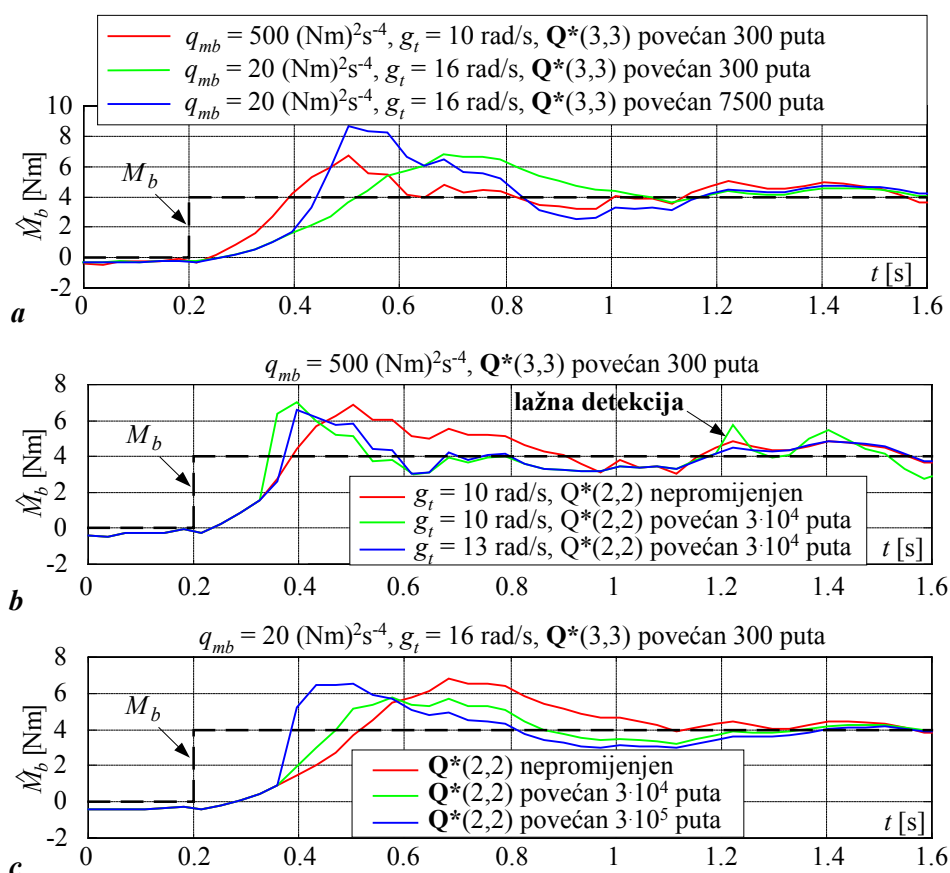 a
q_mb = 500 (Nm)²s⁻⁴, g_t = 10 rad/s, Q*(3,3) povećan 300 puta
q_mb = 20 (Nm)²s⁻⁴, g_t = 16 rad/s, Q*(3,3) povećan 300 puta
q_mb = 20 (Nm)²s⁻⁴, g_t = 16 rad/s, Q*(3,3) povećan 7500 puta
10
8
6
4
2
0
-2
M̂_b [Nm]
M_b
t [s]
0 0.2 0.4 0.6 0.8 1 1.2 1.4 1.6
q_mb = 500 (Nm)²s⁻⁴, Q*(3,3) povećan 300 puta
8
6
4
2
0
-2
M̂_b [Nm]
M_b
lažna detekcija
g_t = 10 rad/s, Q*(2,2) nepromijenjen
g_t = 10 rad/s, Q*(2,2) povećan 3·10⁴ puta
g_t = 13 rad/s, Q*(2,2) povećan 3·10⁴ puta
t [s]
0 0.2 0.4 0.6 0.8 1 1.2 1.4 1.6
b
q_mb = 20 (Nm)²s⁻⁴, g_t = 16 rad/s, Q*(3,3) povećan 300 puta
8
6
4
2
0
-2
M̂_b [Nm]
M_b
Q*(2,2) nepromijenjen
Q*(2,2) povećan 3·10⁴ puta
Q*(2,2) povećan 3·10⁵ puta
t [s]
0 0.2 0.4 0.6 0.8 1 1.2 1.4 1.6
c